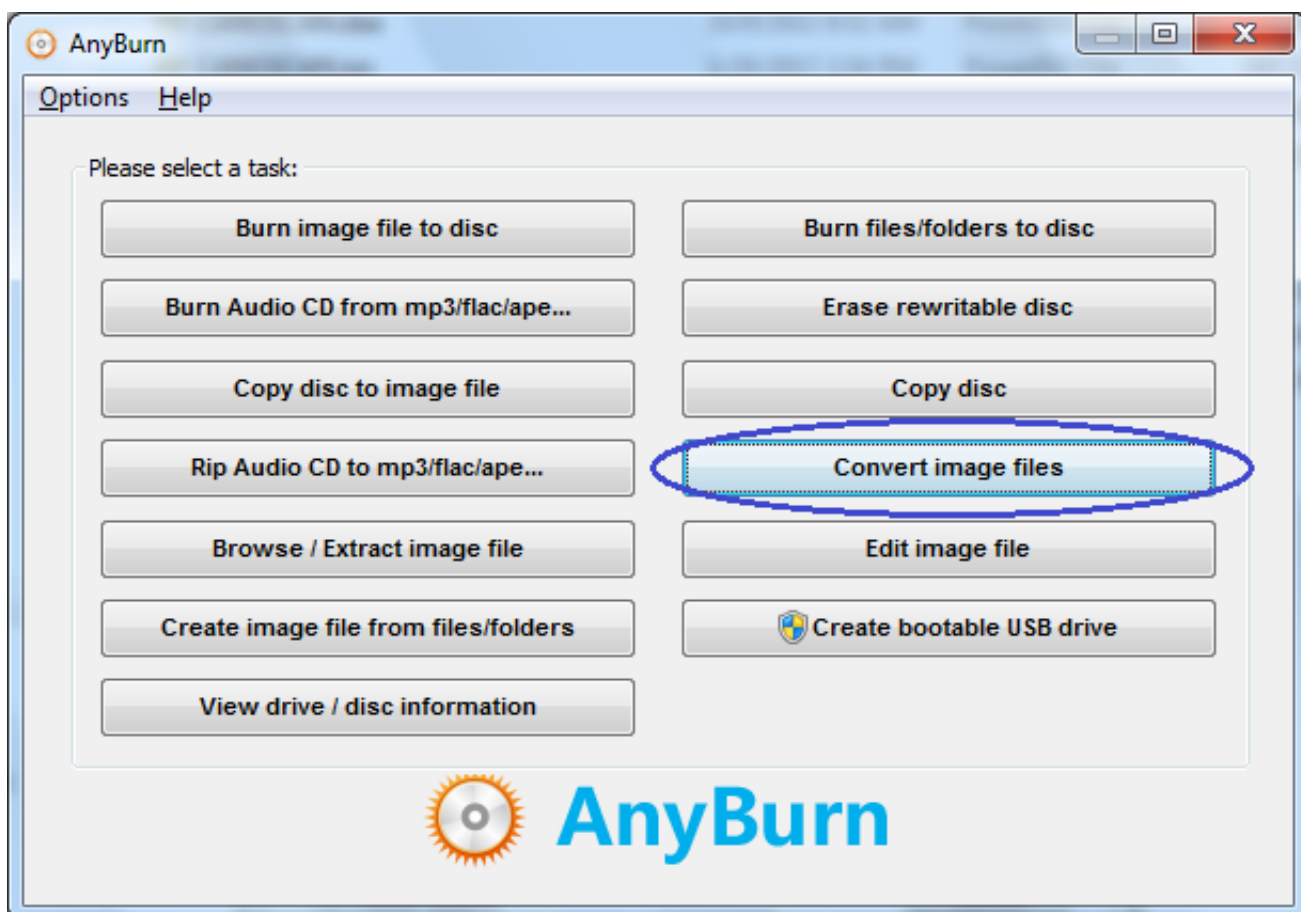 AnyBurn
Options Help
Please select a task:
Burn image file to disc
Burn files/folders to disc
Burn Audio CD from mp3/flac/ape...
Erase rewritable disc
Copy disc to image file
Copy disc
Rip Audio CD to mp3/flac/ape...
Convert image files
Browse / Extract image file
Edit image file
Create image file from files/folders
Create bootable USB drive
View drive / disc information
AnyBurn